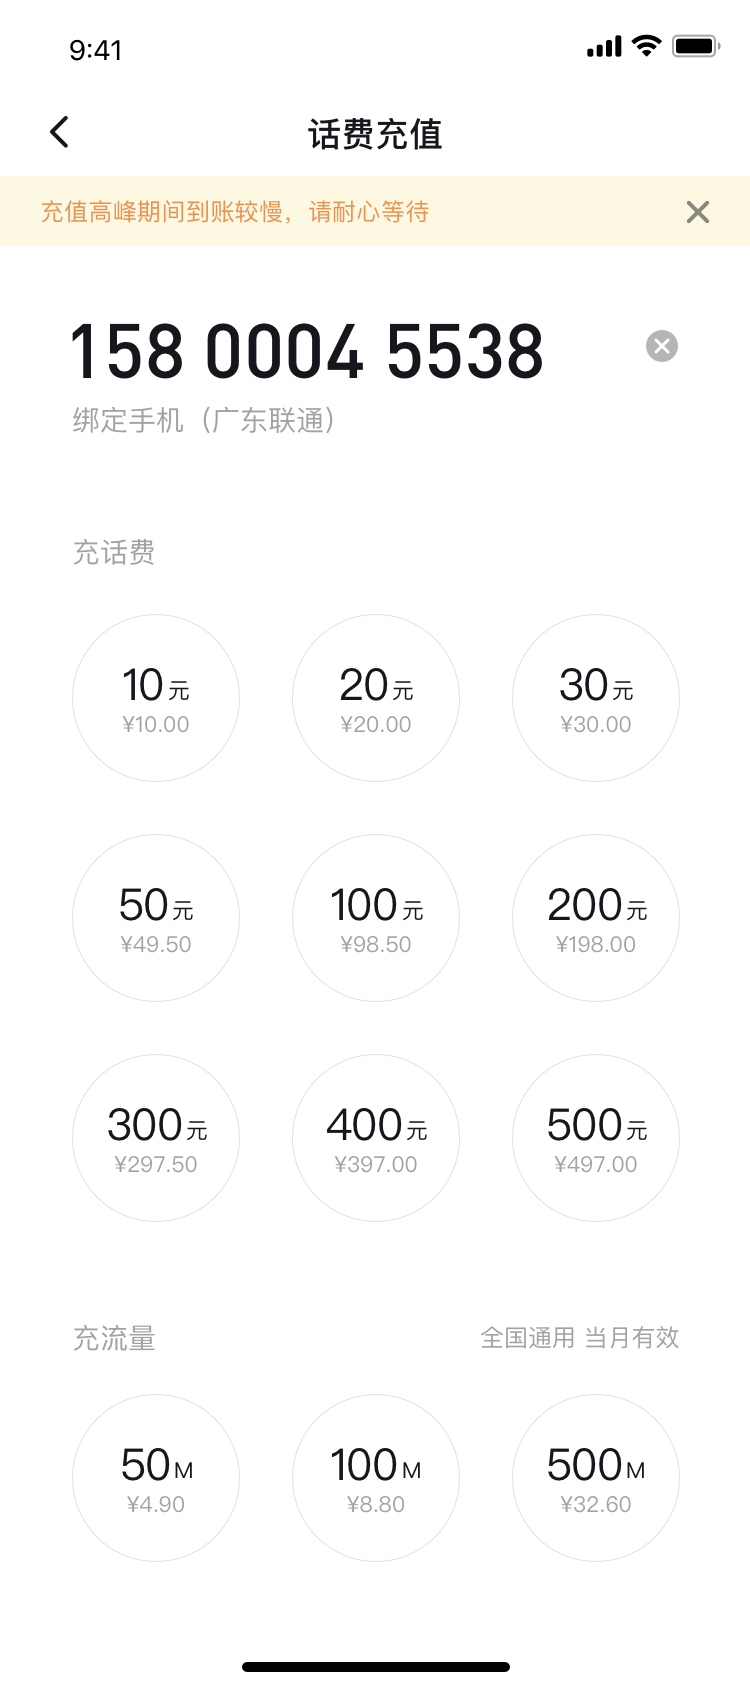 9:41
话费充值
充值高峰期间到账较慢，请耐心等待
158 0004 5538
绑定手机（广东联通）
充话费
10元 20元 30元
¥10.00 ¥20.00 ¥30.00
50元 100元 200元
¥49.50 ¥98.50 ¥198.00
300元 400元 500元
¥297.50 ¥397.00 ¥497.00
充流量 全国通用 当月有效
50M 100M 500M
¥4.90 ¥8.80 ¥32.60